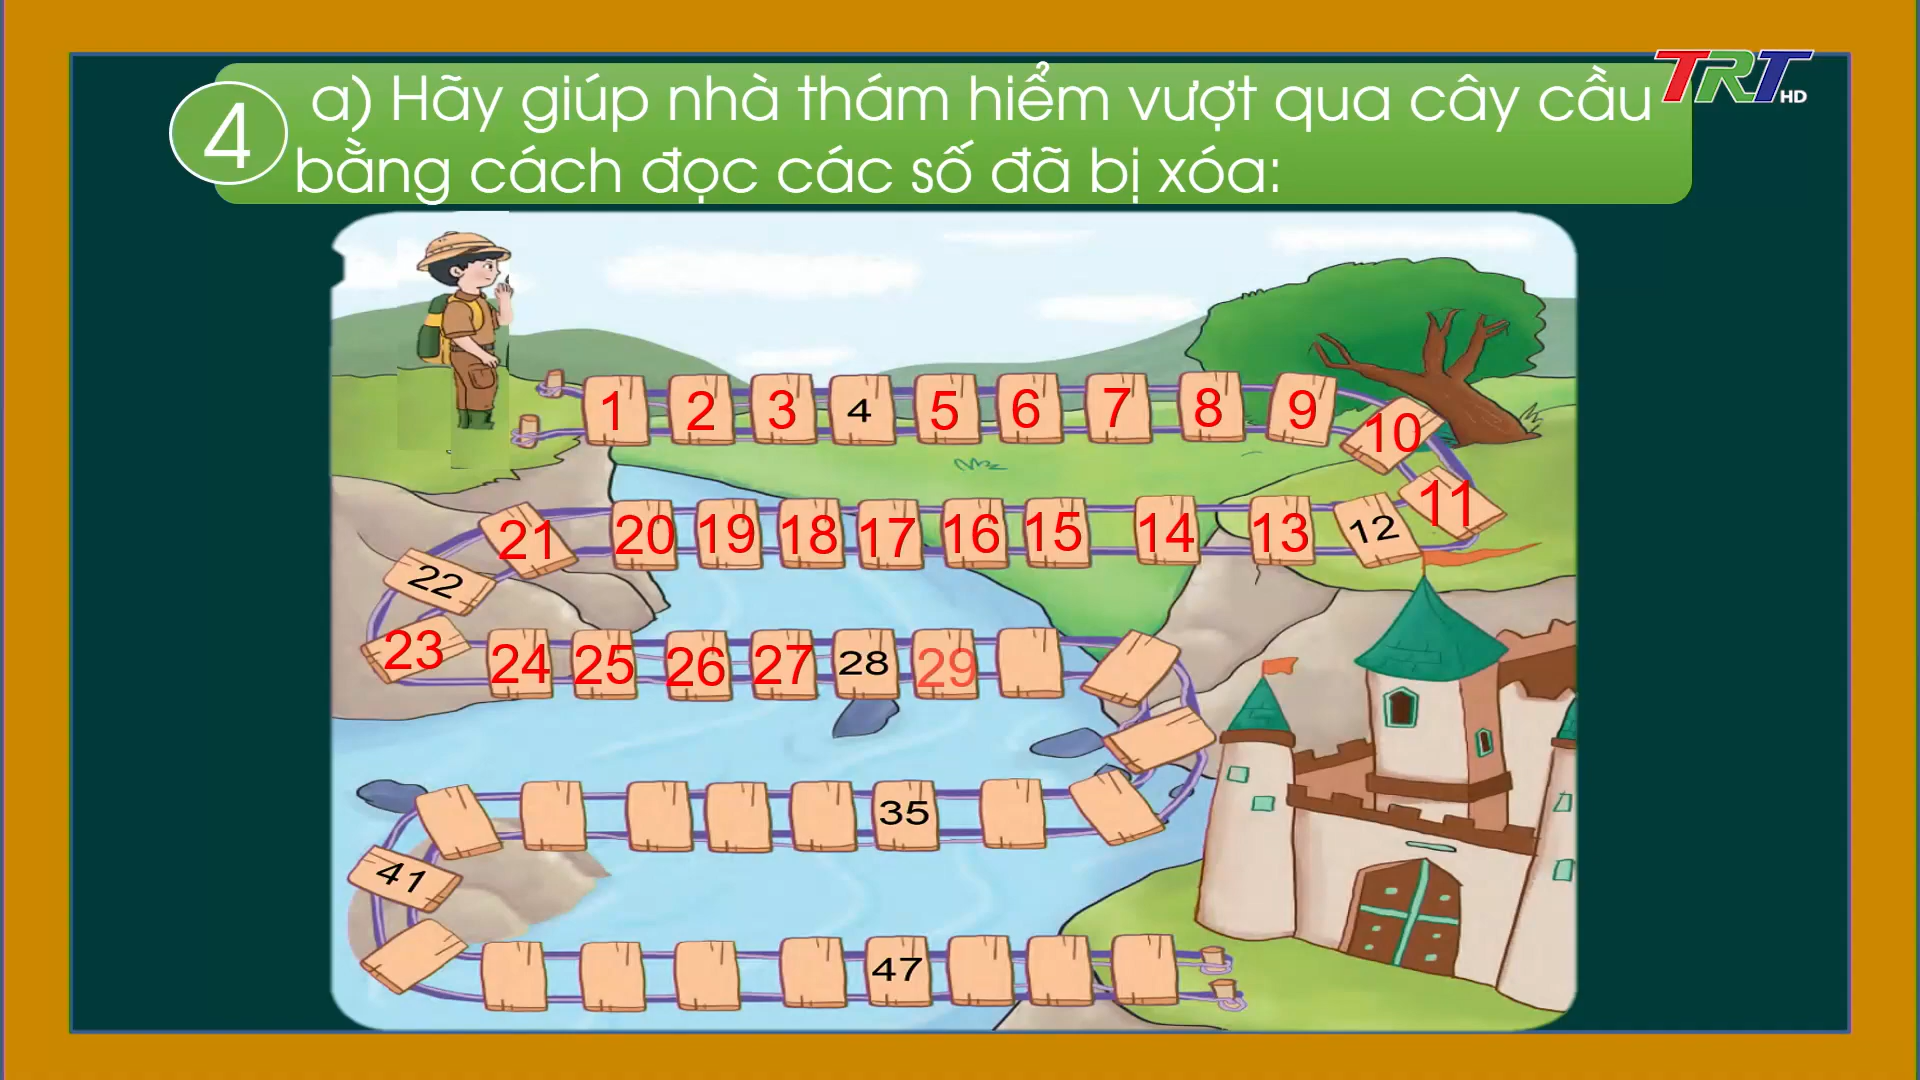 TRT HD
4
a) Hãy giúp nhà thám hiểm vượt qua cây cầu
bằng cách đọc các số đã bị xóa:
1 2 3 4 5 6 7 8 9 10
21 20 19 18 17 16 15 14 13 12 11
22
23 24 25 26 27 28 29
35
41
47